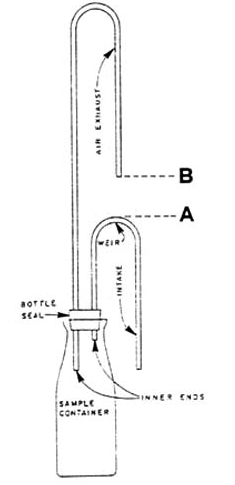 AIR EXHAUST
B
A
WEIR
INTAKE
BOTTLE
SEAL
SAMPLE
CONTAINER
INNER ENDS